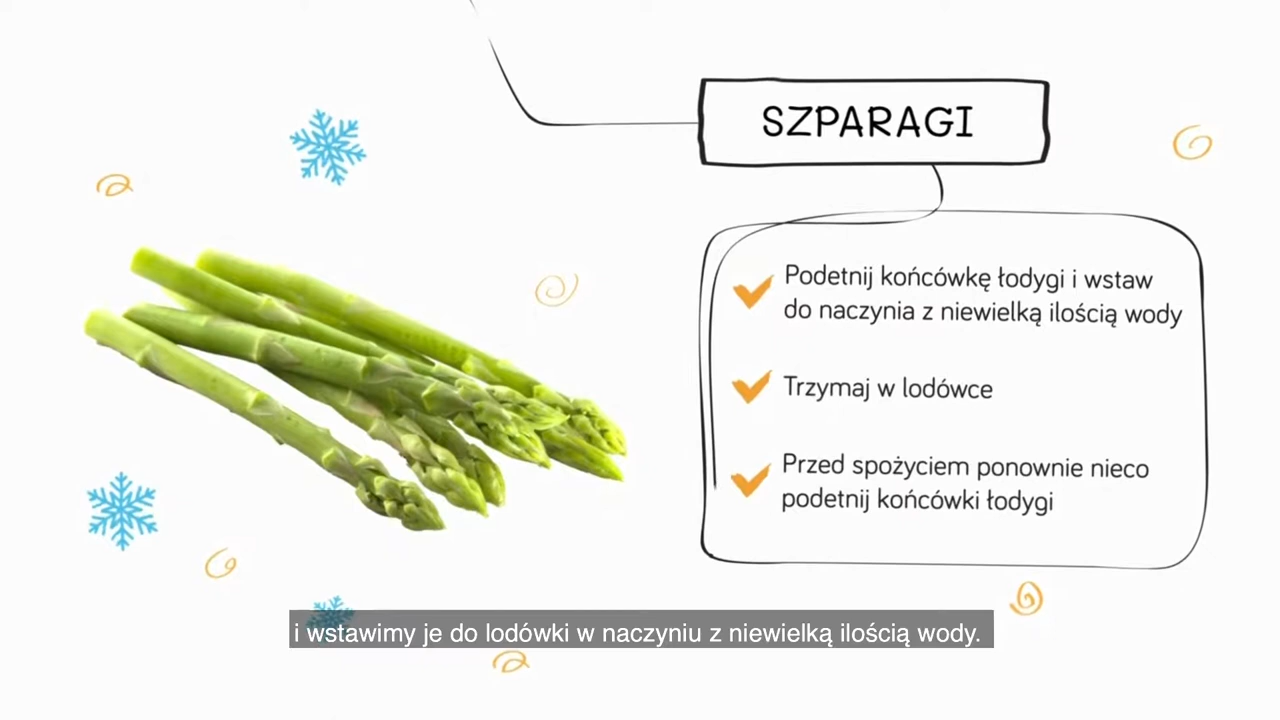 SZPARAGI
Podetnij końcówkę łodygi i wstaw
do naczynia z niewielką ilością wody
Trzymaj w lodówce
Przed spożyciem ponownie nieco
podetnij końcówki łodygi
i wstawimy je do lodówki w naczyniu z niewielką ilością wody.